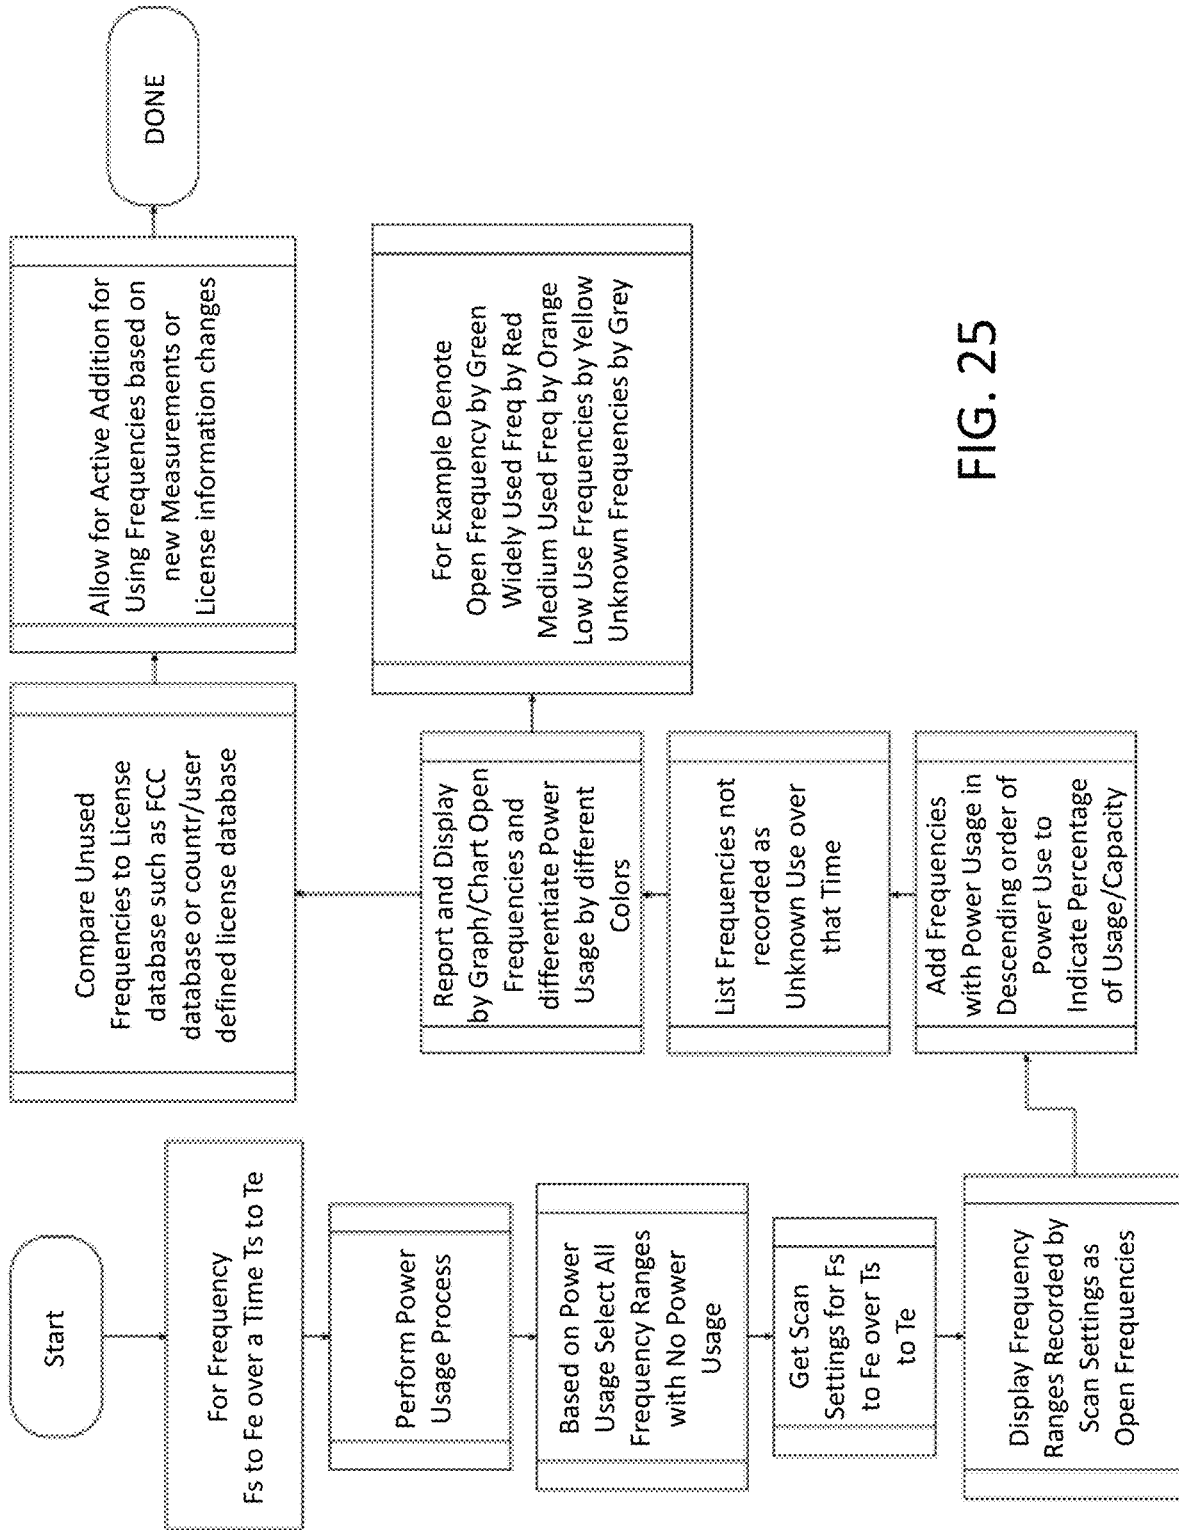 Start
For Frequency
Fs to Fe over a Time Ts to Te
Perform Power
Usage Process
Based on Power
Usage Select All
Frequency Ranges
with No Power
Usage
Get Scan
Settings for Fs
to Fe over Ts
to Te
Display Frequency
Ranges Recorded by
Scan Settings as
Open Frequencies
Add Frequencies
with Power Usage in
Descending order of
Power Use to
Indicate Percentage
of Usage/Capacity
List Frequencies not
recorded as
Unknown Use over
that Time
Report and Display
by Graph/Chart Open
Frequencies and
differentiate Power
Usage by different
Colors
For Example Denote
Open Frequency by Green
Widely Used Freq by Red
Medium Used Freq by Orange
Low Use Frequencies by Yellow
Unknown Frequencies by Grey
Compare Unused
Frequencies to License
database such as FCC
database or countr/user
defined license database
Allow for Active Addition for
Using Frequencies based on
new Measurements or
License information changes
DONE
FIG. 25